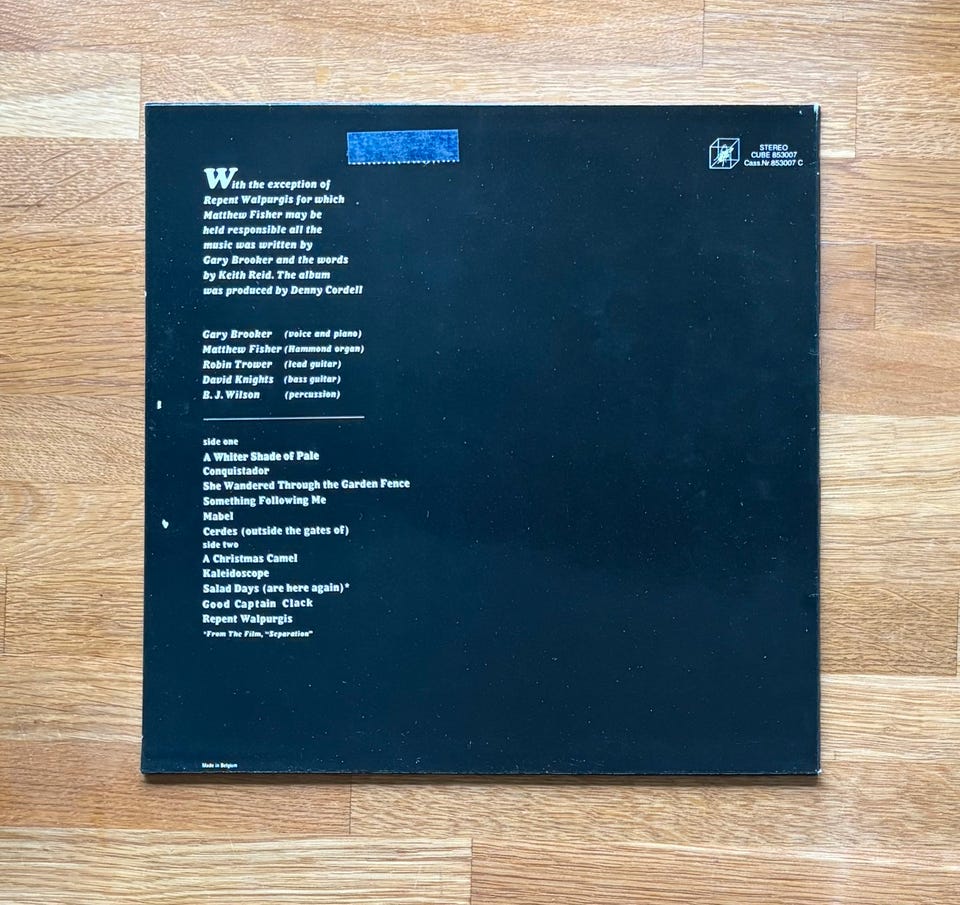 With the exception of
Repent Walpurgis for which
Matthew Fisher may be
held responsible all the
music was written by
Gary Brooker and the words
by Keith Reid. The album
was produced by Denny Cordell
STEREO
CUBE 853007
Cass.Nr 853007 C
Gary Brooker (voice and piano)
Matthew Fisher (Hammond organ)
Robin Trower (lead guitar)
David Knights (bass guitar)
B. J. Wilson (percussion)
side one
A Whiter Shade of Pale
Conquistador
She Wandered Through the Garden Fence
Something Following Me
Mabel
Cerdes (outside the gates of)
side two
A Christmas Camel
Kaleidoscope
Salad Days (are here again)*
Good Captain Clack
Repent Walpurgis
*From The Film, "Separation"
Made in Belgium